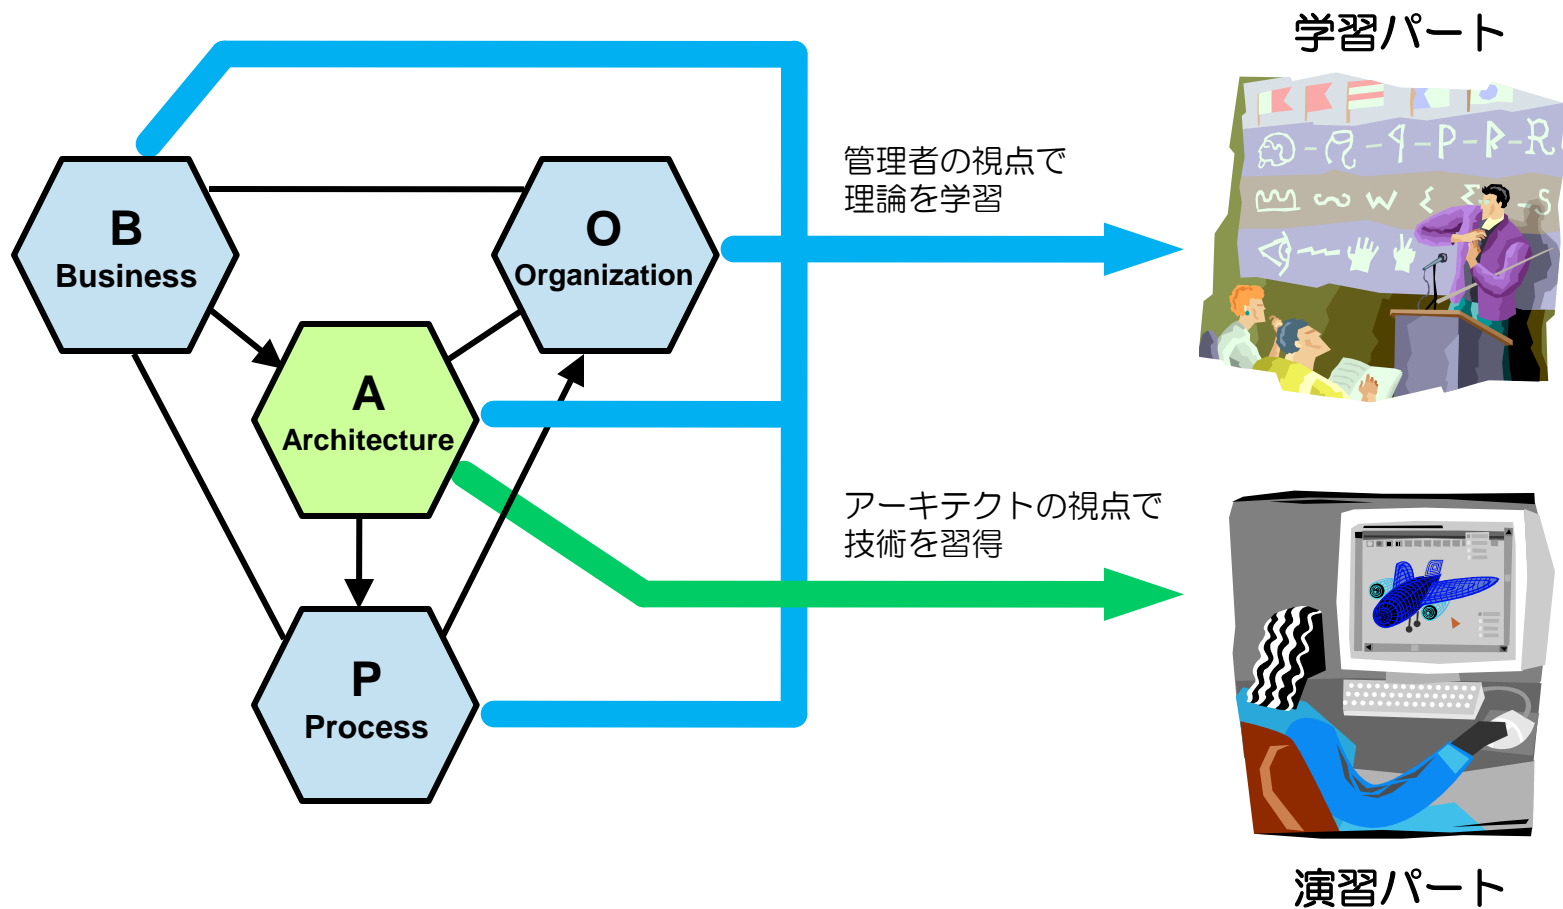 学習パート
管理者の視点で
理論を学習
B
Business
O
Organization
A
Architecture
アーキテクトの視点で
技術を習得
P
Process
演習パート